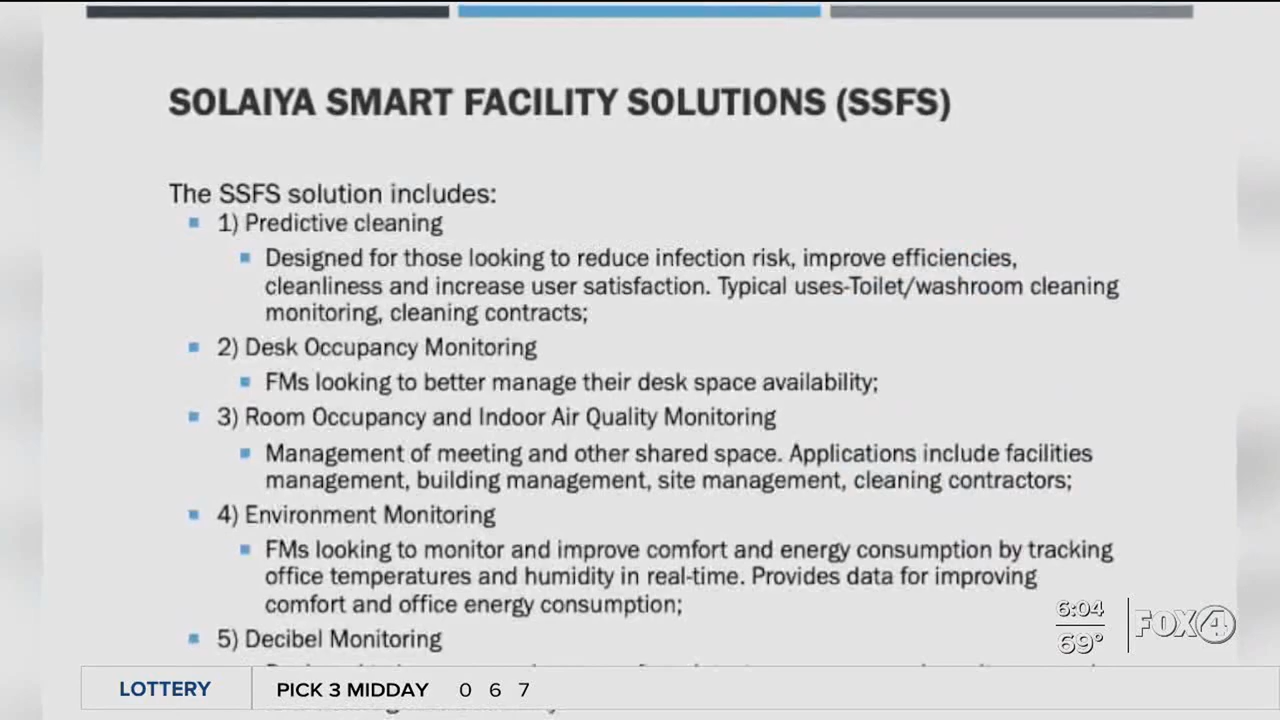 SOLAIYA SMART FACILITY SOLUTIONS (SSFS)
The SSFS solution includes:
1) Predictive cleaning
Designed for those looking to reduce infection risk, improve efficiencies,
cleanliness and increase user satisfaction. Typical uses-Toilet/washroom cleaning
monitoring, cleaning contracts;
2) Desk Occupancy Monitoring
FMs looking to better manage their desk space availability;
3) Room Occupancy and Indoor Air Quality Monitoring
Management of meeting and other shared space. Applications include facilities
management, building management, site management, cleaning contractors;
4) Environment Monitoring
FMs looking to monitor and improve comfort and energy consumption by tracking
office temperatures and humidity in real-time. Provides data for improving
comfort and office energy consumption;
5) Decibel Monitoring
6:04
69°
FOX 4
LOTTERY PICK 3 MIDDAY 0 6 7